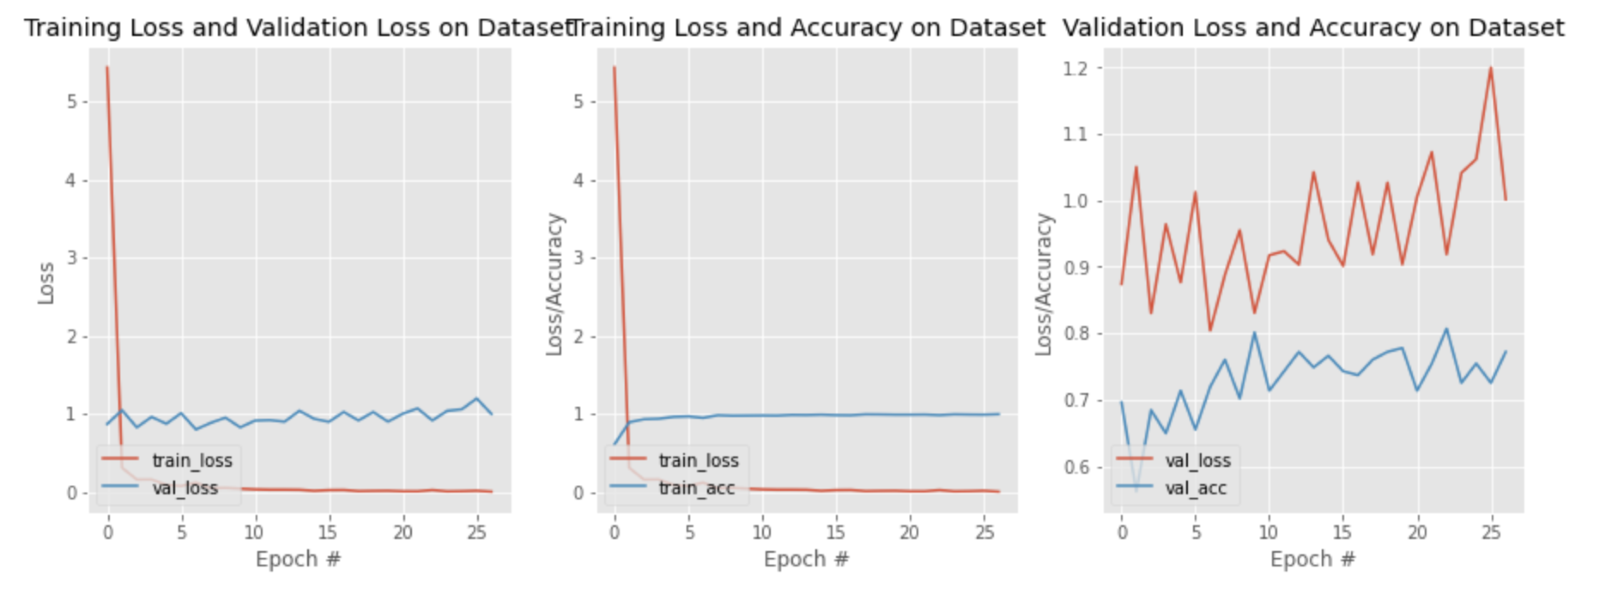 Training Loss and Validation Loss on Dataset
Loss
5
4
3
2
1
0
train_loss
val_loss
0 5 10 15 20 25
Epoch #
Training Loss and Accuracy on Dataset
Loss/Accuracy
5
4
3
2
1
0
train_loss
train_acc
0 5 10 15 20 25
Epoch #
Validation Loss and Accuracy on Dataset
Loss/Accuracy
1.2
1.1
1.0
0.9
0.8
0.7
0.6
val_loss
val_acc
0 5 10 15 20 25
Epoch #